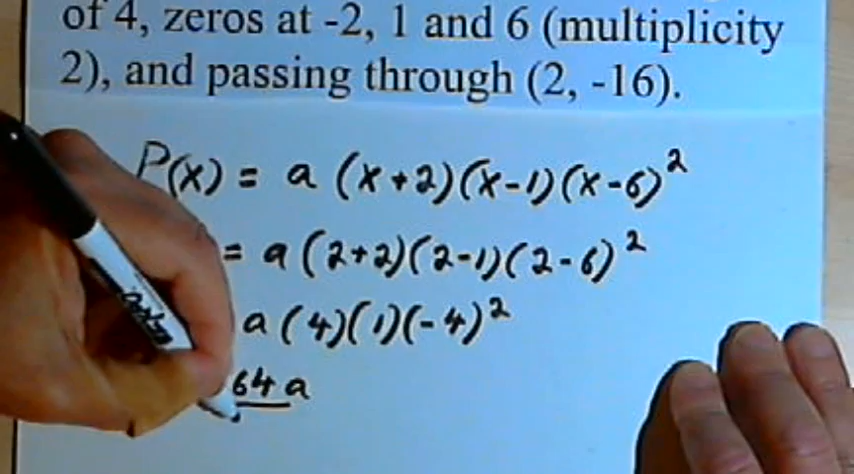 of 4, zeros at -2, 1 and 6 (multiplicity
2), and passing through (2, -16).
P(x) = a (x+2)(x-1)(x-6)²
= a (2+2)(2-1)(2-6)²
a (4)(1)(-4)²
64 a